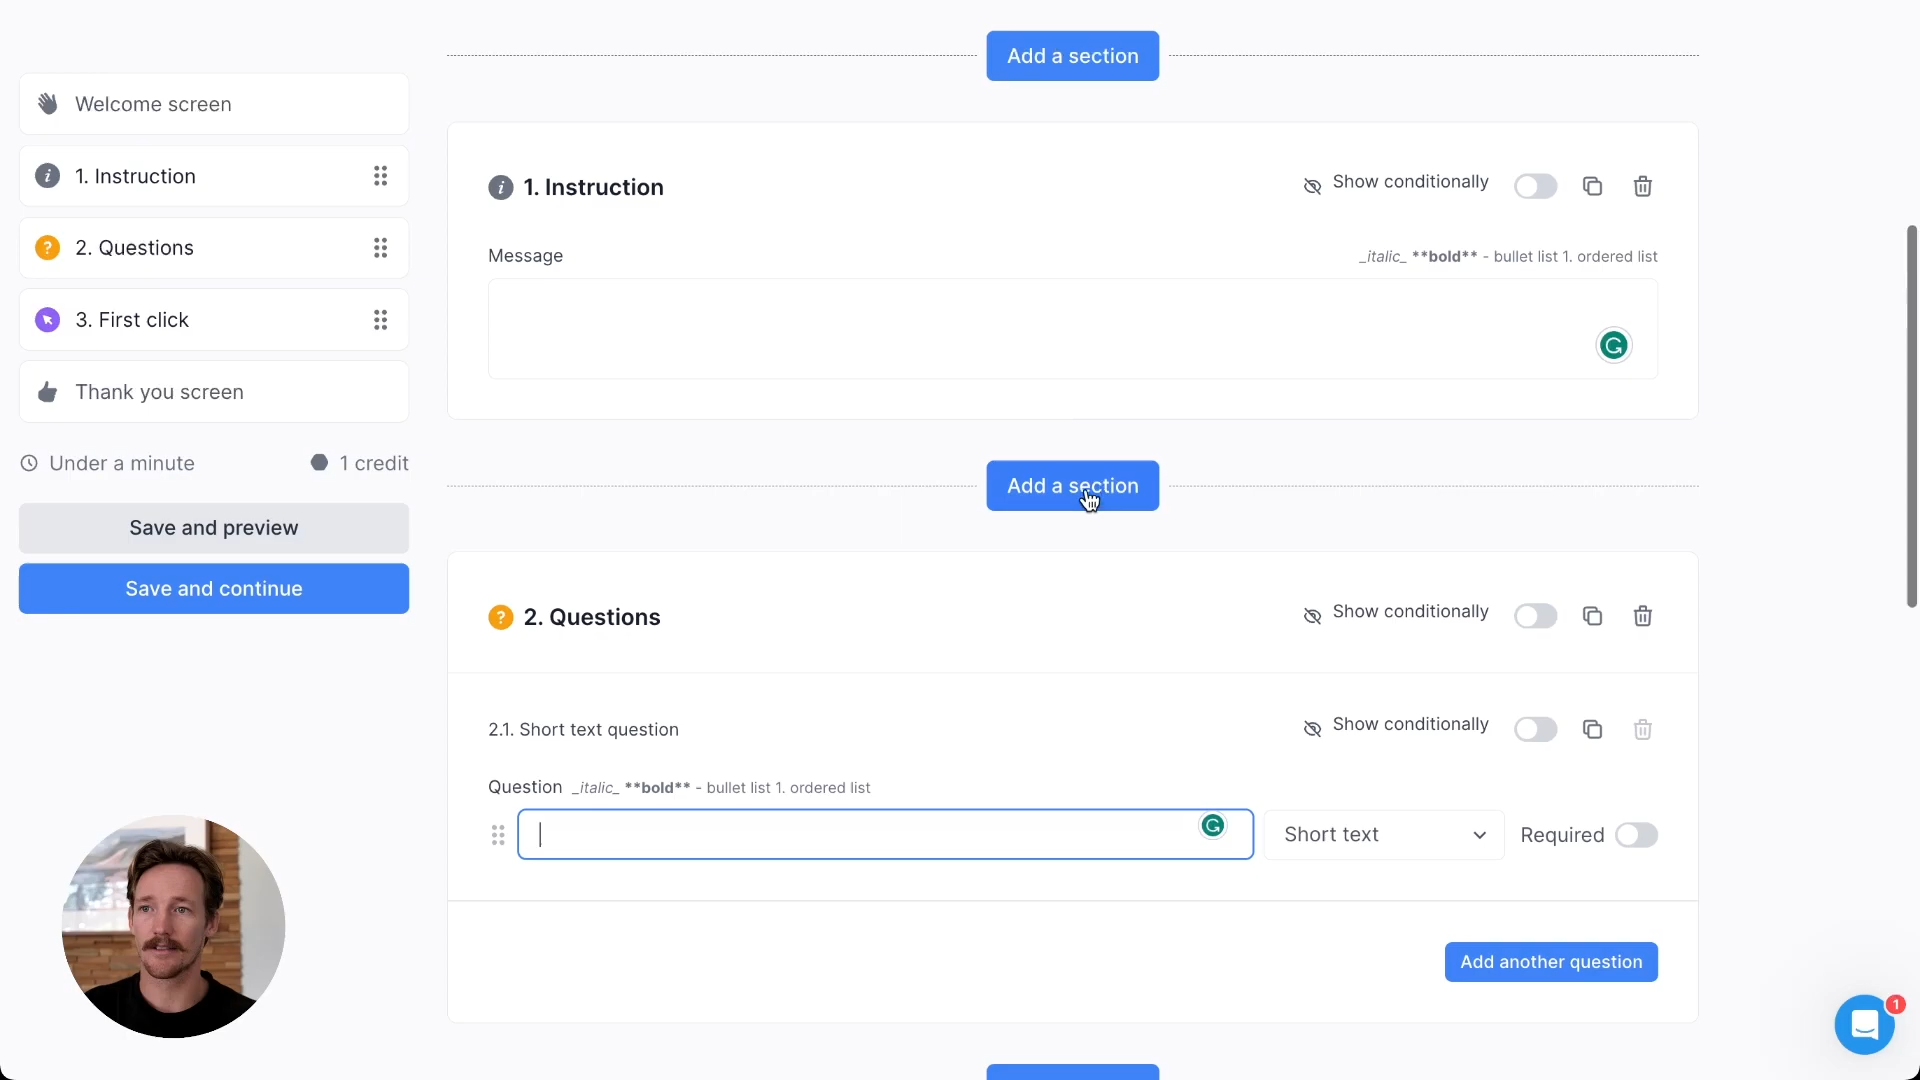 Add a section
Welcome screen
1. Instruction
2. Questions
3. First click
Thank you screen
Under a minute
1 credit
Save and preview
Save and continue
1. Instruction
Show conditionally
Message
_italic_ **bold** - bullet list 1. ordered list
Add a section
2. Questions
Show conditionally
2.1. Short text question
Show conditionally
Question _italic_ **bold** - bullet list 1. ordered list
Short text
Required
Add another question
1